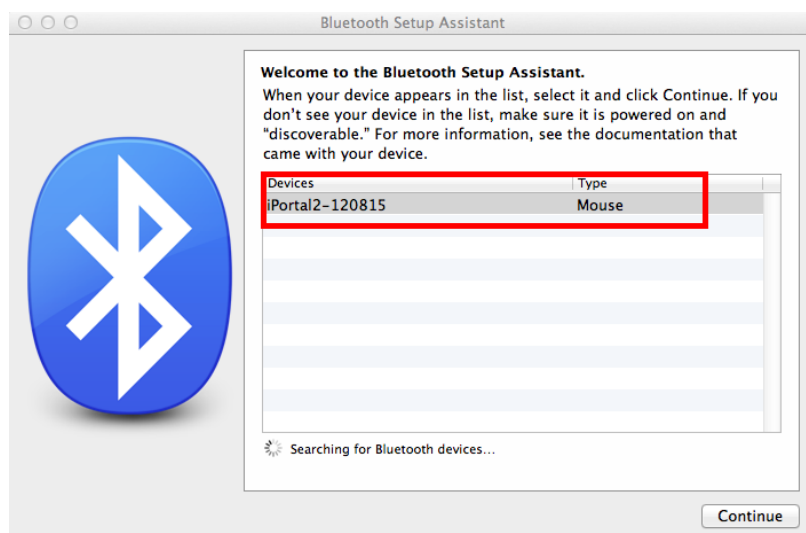 Bluetooth Setup Assistant
Welcome to the Bluetooth Setup Assistant.
When your device appears in the list, select it and click Continue. If you
don't see your device in the list, make sure it is powered on and
"discoverable." For more information, see the documentation that
came with your device.
Devices Type
iPortal2-120815 Mouse
Searching for Bluetooth devices...
Continue